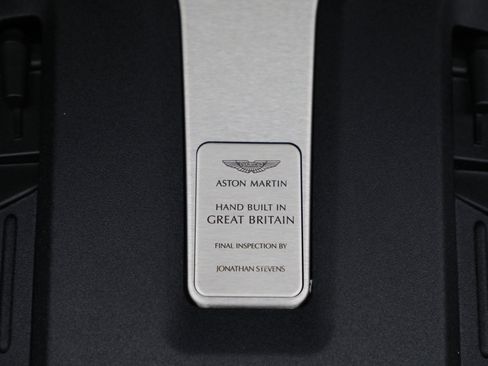 ASTON MARTIN
HAND BUILT IN
GREAT BRITAIN
FINAL INSPECTION BY
JONATHAN STEVENS